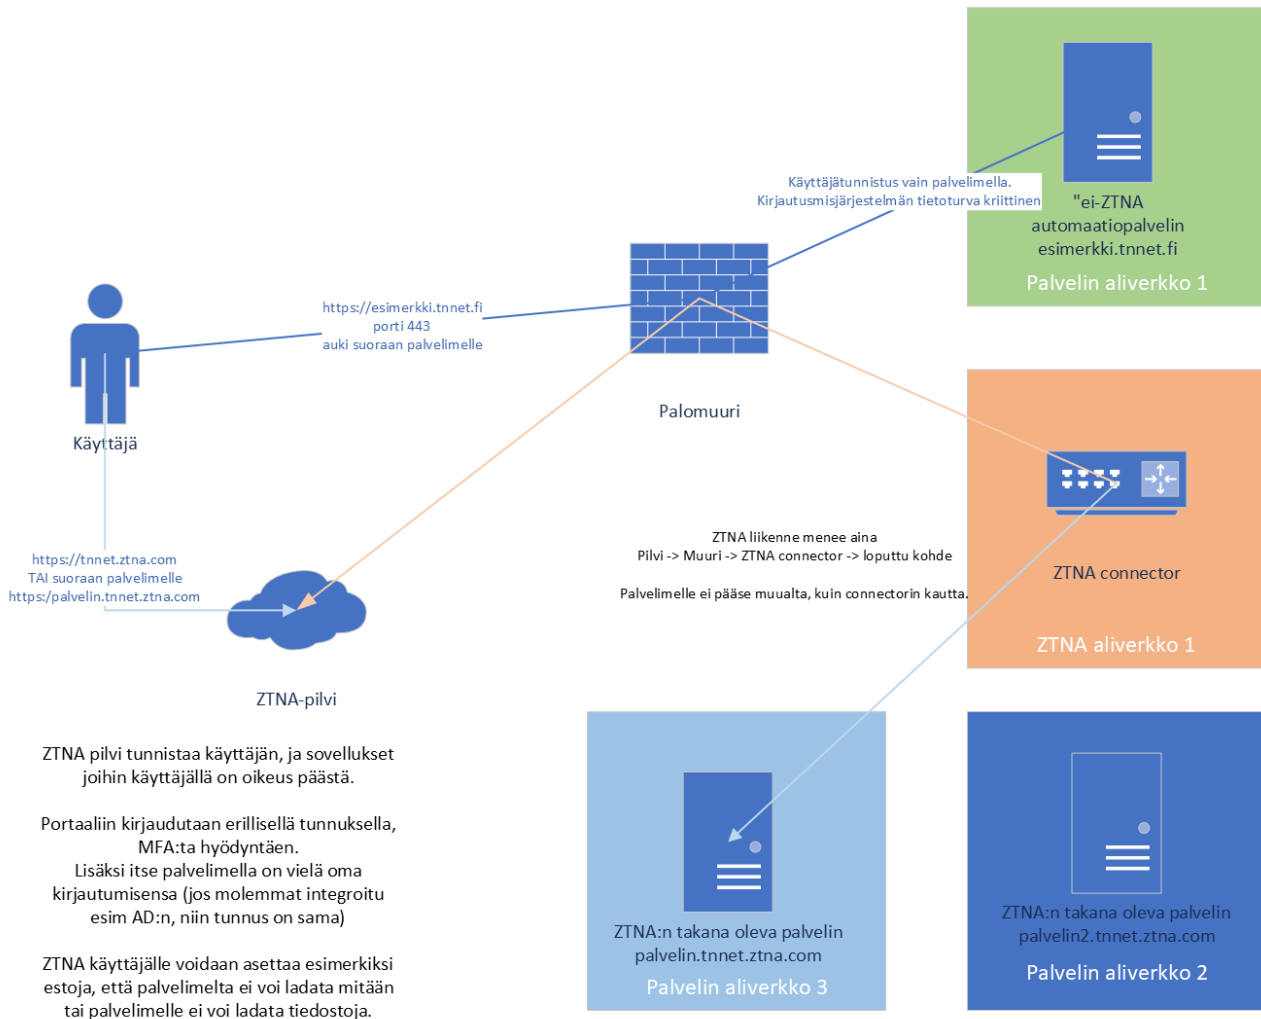 Käyttäjätunnistus vain palvelimella.
Kirjautusmisjärjestelmän tietoturva kriittinen
"ei-ZTNA
automaatiopalvelin
esimerkki.tnnet.fi
Palvelin aliverkko 1
https://esimerkki.tnnet.fi
porti 443
auki suoraan palvelimelle
Palomuuri
Käyttäjä
ZTNA liikenne menee aina
Pilvi -> Muuri -> ZTNA connector -> loputtu kohde
Palvelimelle ei pääse muualta, kuin connectorin kautta.
ZTNA connector
ZTNA aliverkko 1
https://tnnet.ztna.com
TAI suoraan palvelimelle
https:/palvelin.tnnet.ztna.com
ZTNA-pilvi
ZTNA pilvi tunnistaa käyttäjän, ja sovellukset
joihin käyttäjällä on oikeus päästä.
Portaaliin kirjaudutaan erillisellä tunnuksella,
MFA:ta hyödyntäen.
Lisäksi itse palvelimella on vielä oma
kirjautumisensa (jos molemmat integroitu
esim AD:n, niin tunnus on sama)
ZTNA käyttäjälle voidaan asettaa esimerkiksi
estoja, että palvelimelta ei voi ladata mitään
tai palvelimelle ei voi ladata tiedostoja.
ZTNA:n takana oleva palvelin
palvelin.tnnet.ztna.com
Palvelin aliverkko 3
ZTNA:n takana oleva palvelin
palvelin2.tnnet.ztna.com
Palvelin aliverkko 2